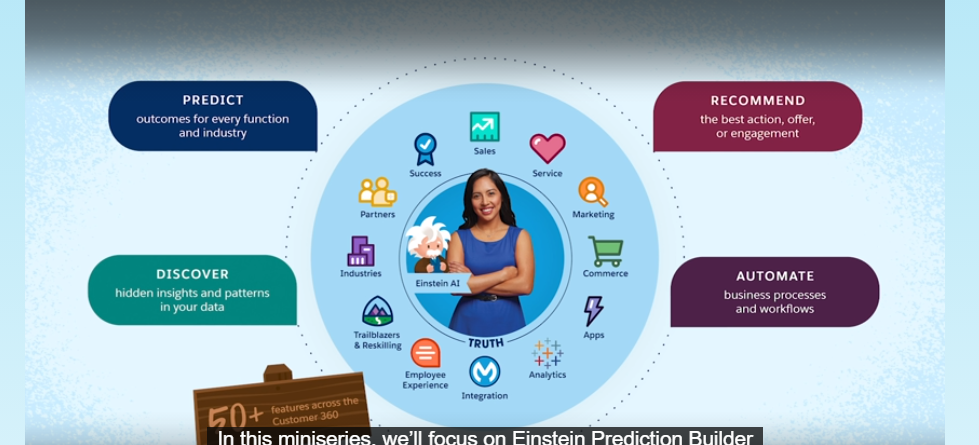 PREDICT
outcomes for every function
and industry
RECOMMEND
the best action, offer,
or engagement
Sales
Success
Service
Partners
Marketing
Industries
Einstein AI
Commerce
DISCOVER
hidden insights and patterns
in your data
AUTOMATE
business processes
and workflows
Trailblazers
& Reskilling
Apps
TRUTH
Employee
Experience
Analytics
Integration
50+ features across the
Customer 360
In this miniseries, we'll focus on Einstein Prediction Builder